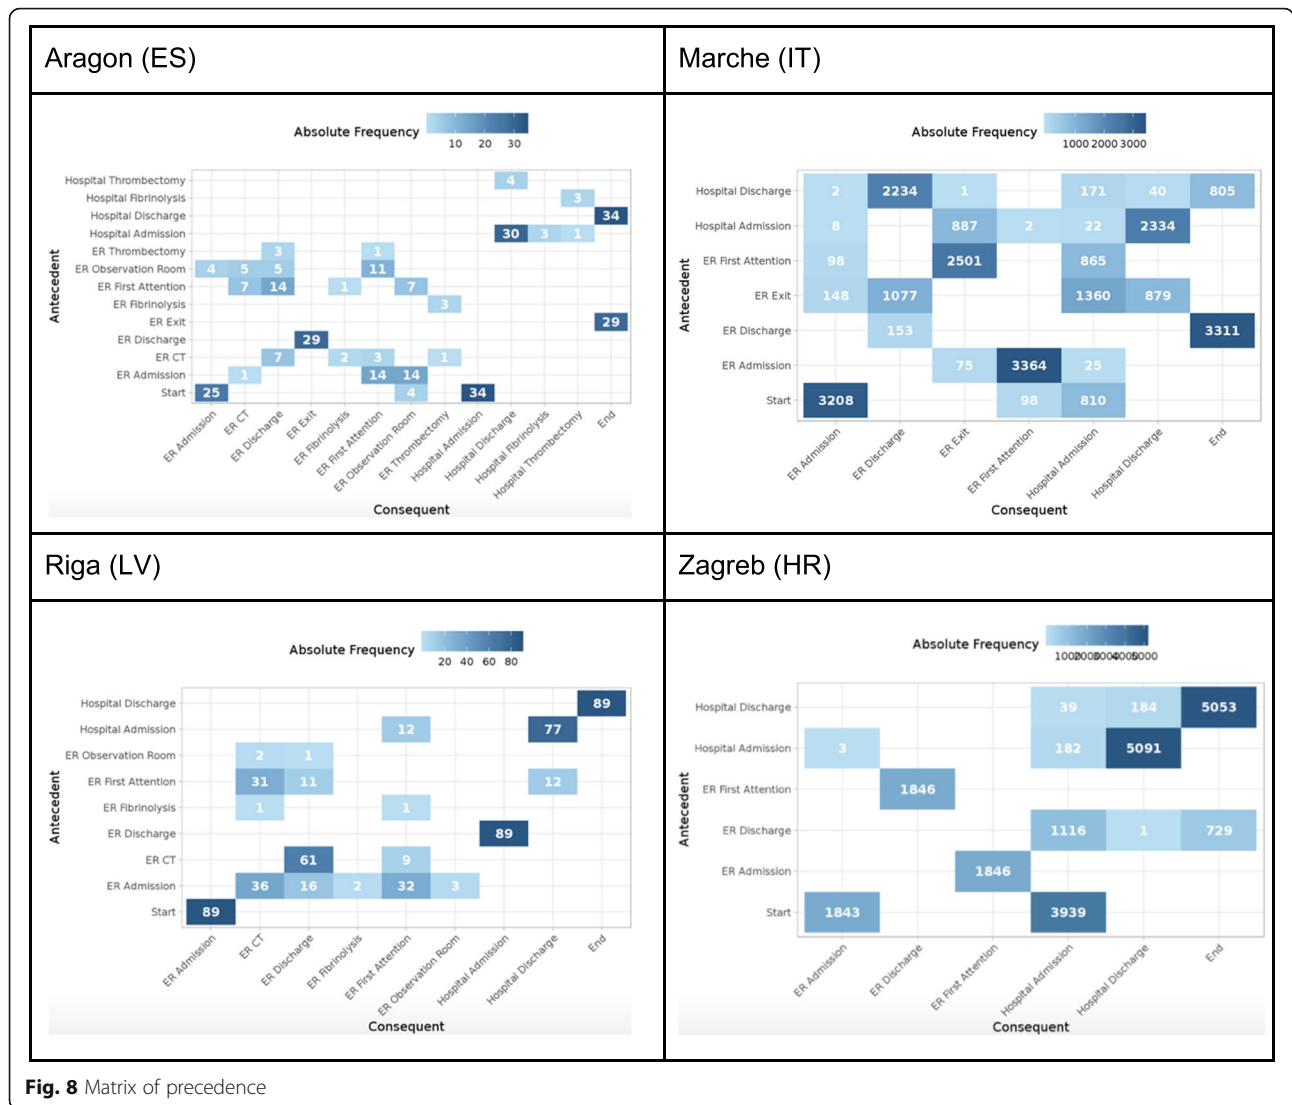 Aragon (ES)
Marche (IT)
Absolute Frequency
10 20 30
Antecedent
Hospital Thrombectomy 4
Hospital Fibrinolysis 3
Hospital Discharge 34
Hospital Admission 30 3 1
ER Thrombectomy 3 1
ER Observation Room 4 5 5 11
ER First Attention 7 14 1 7
ER Fibrinolysis 3
ER Exit 29
ER Discharge 29
ER CT 7 2 3 1
ER Admission 1 14 14
Start 25 4 34
ER Admission
ER CT
ER Discharge
ER Exit
ER Fibrinolysis
ER First Attention
ER Observation Room
ER Thrombectomy
Hospital Admission
Hospital Discharge
Hospital Fibrinolysis
Hospital Thrombectomy
End
Consequent
Absolute Frequency
1000 2000 3000
Antecedent
Hospital Discharge 2 2234 1 171 40 805
Hospital Admission 8 887 2 22 2334
ER First Attention 98 2501 865
ER Exit 148 1077 1360 879
ER Discharge 153 3311
ER Admission 75 3364 25
Start 3208 98 810
ER Admission
ER Discharge
ER Exit
ER First Attention
Hospital Admission
Hospital Discharge
End
Consequent
Riga (LV)
Zagreb (HR)
Absolute Frequency
20 40 60 80
Antecedent
Hospital Discharge 89
Hospital Admission 12 77
ER Observation Room 2 1
ER First Attention 31 11 12
ER Fibrinolysis 1 1
ER Discharge 89
ER CT 61 9
ER Admission 36 16 2 32 3
Start 89
ER Admission
ER CT
ER Discharge
ER Fibrinolysis
ER First Attention
ER Observation Room
Hospital Admission
Hospital Discharge
End
Consequent
Absolute Frequency
1000 2000 3000 4000 5000
Antecedent
Hospital Discharge 39 184 5053
Hospital Admission 3 182 5091
ER First Attention 1846
ER Discharge 1116 1 729
ER Admission 1846
Start 1843 3939
ER Admission
ER Discharge
ER First Attention
Hospital Admission
Hospital Discharge
End
Consequent
Fig. 8 Matrix of precedence